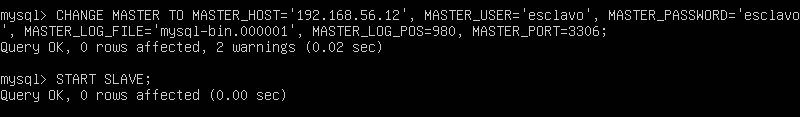 mysql> CHANGE MASTER TO MASTER_HOST='192.168.56.12', MASTER_USER='esclavo', MASTER_PASSWORD='esclavo
', MASTER_LOG_FILE='mysql-bin.000001', MASTER_LOG_POS=980, MASTER_PORT=3306;
Query OK, 0 rows affected, 2 warnings (0.02 sec)
mysql> START SLAVE;
Query OK, 0 rows affected (0.00 sec)